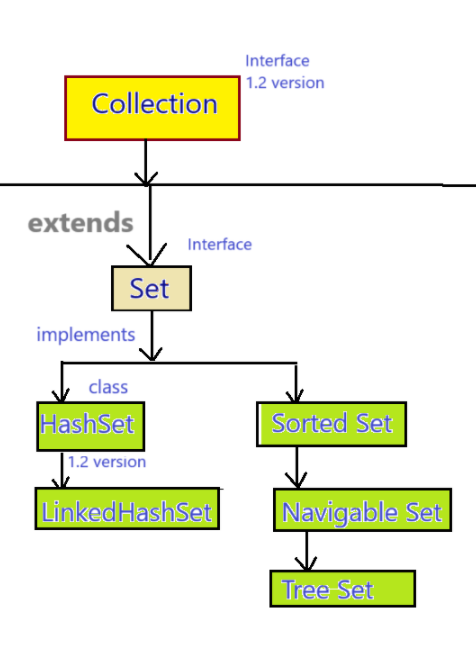 Interface
1.2 version
Collection
extends
Interface
Set
implements
class
HashSet
Sorted Set
1.2 version
LinkedHashSet
Navigable Set
Tree Set